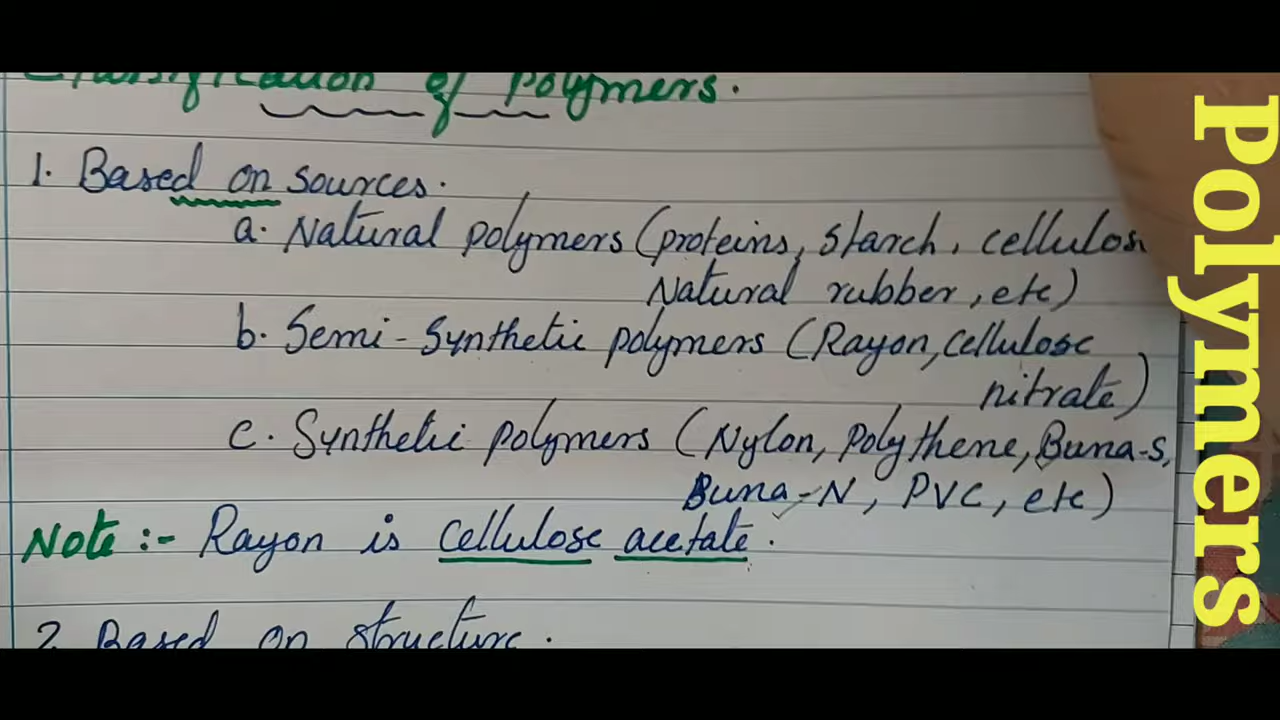 Classification of Polymers.
1. Based on sources.
a. Natural polymers (proteins, starch, cellulose
Natural rubber, etc)
b. Semi-Synthetic polymers (Rayon, cellulose
nitrate)
c. Synthetic polymers (Nylon, polythene, Buna-S,
Buna-N, PVC, etc)
Note :- Rayon is cellulose acetate.
2. Based on structure.
Polymers